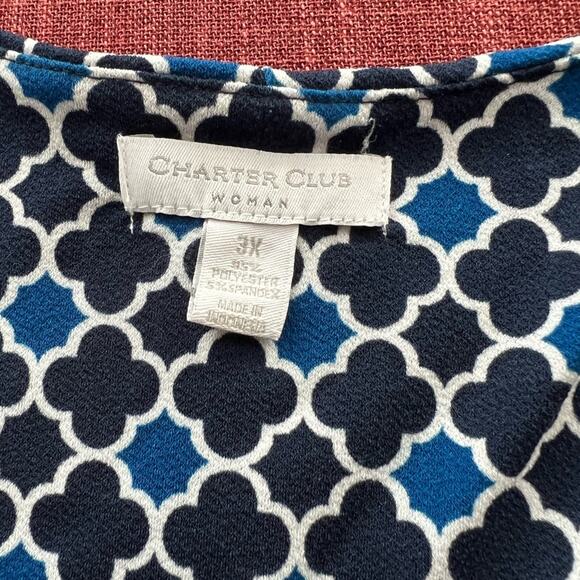 CHARTER CLUB
WOMAN
3X
95%
POLYESTER
5% SPANDEX
MADE IN
INDONESIA